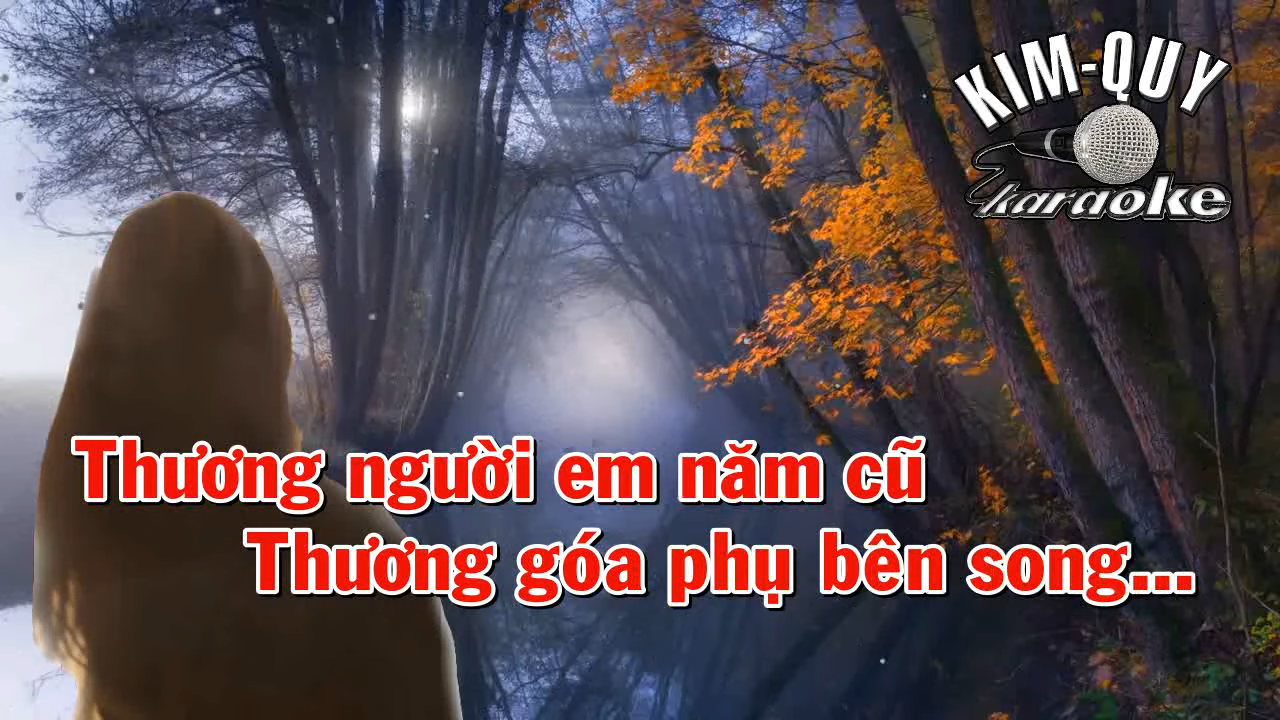 KIM-QUY
karaoke
Thương người em năm cũ
Thương góa phụ bên song...